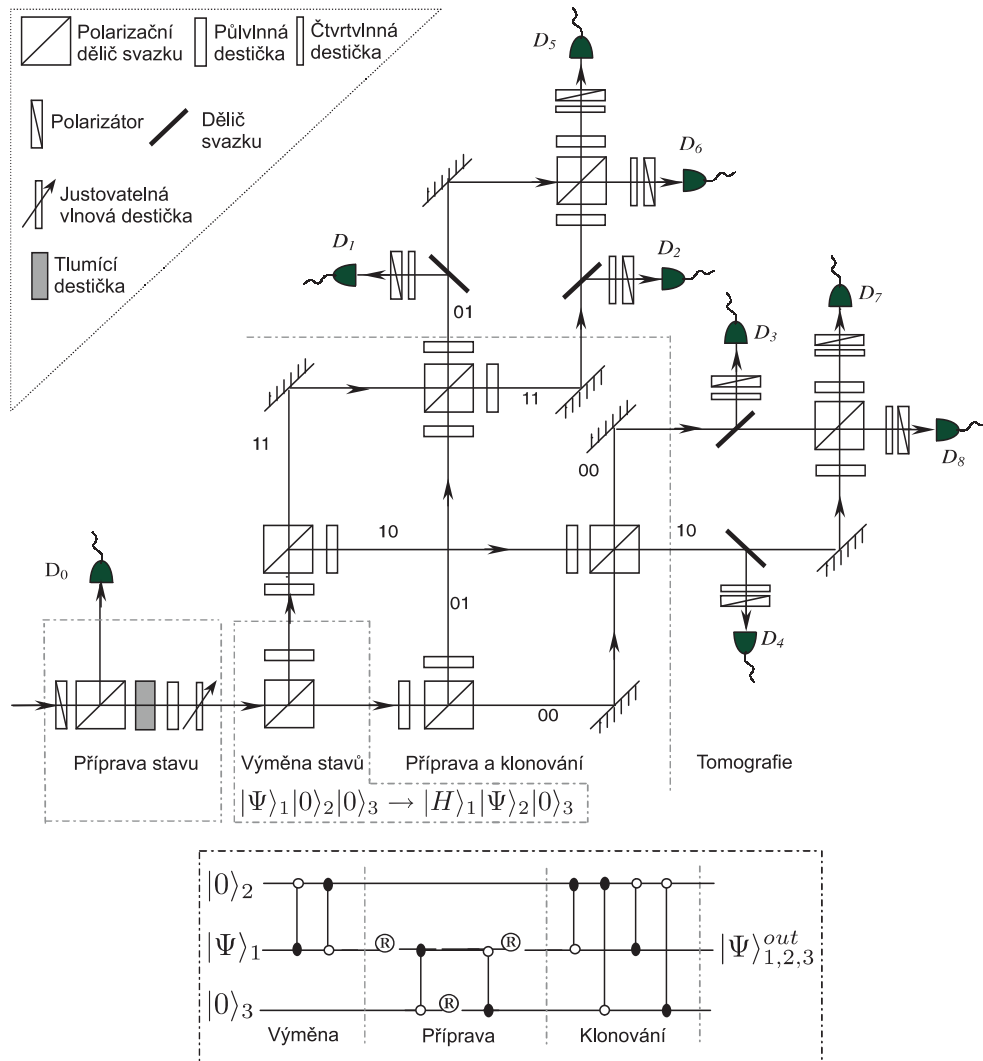 Polarizační
dělič svazku
Půlvlnná
destička
Čtvrtvlnná
destička
Polarizátor
Dělič
svazku
Justovatelná
vlnová destička
Tlumící
destička
D5
D6
D1
D2
01
D7
D3
11
11
00
D8
10
10
D0
01
D4
00
Příprava stavu
Výměna stavů
Příprava a klonování
Tomografie
|Ψ⟩₁|0⟩₂|0⟩₃ → |H⟩₁|Ψ⟩₂|0⟩₃
|0⟩₂
|Ψ⟩₁ R R |Ψ⟩^{out}_{1,2,3}
|0⟩₃ R
Výměna Příprava Klonování